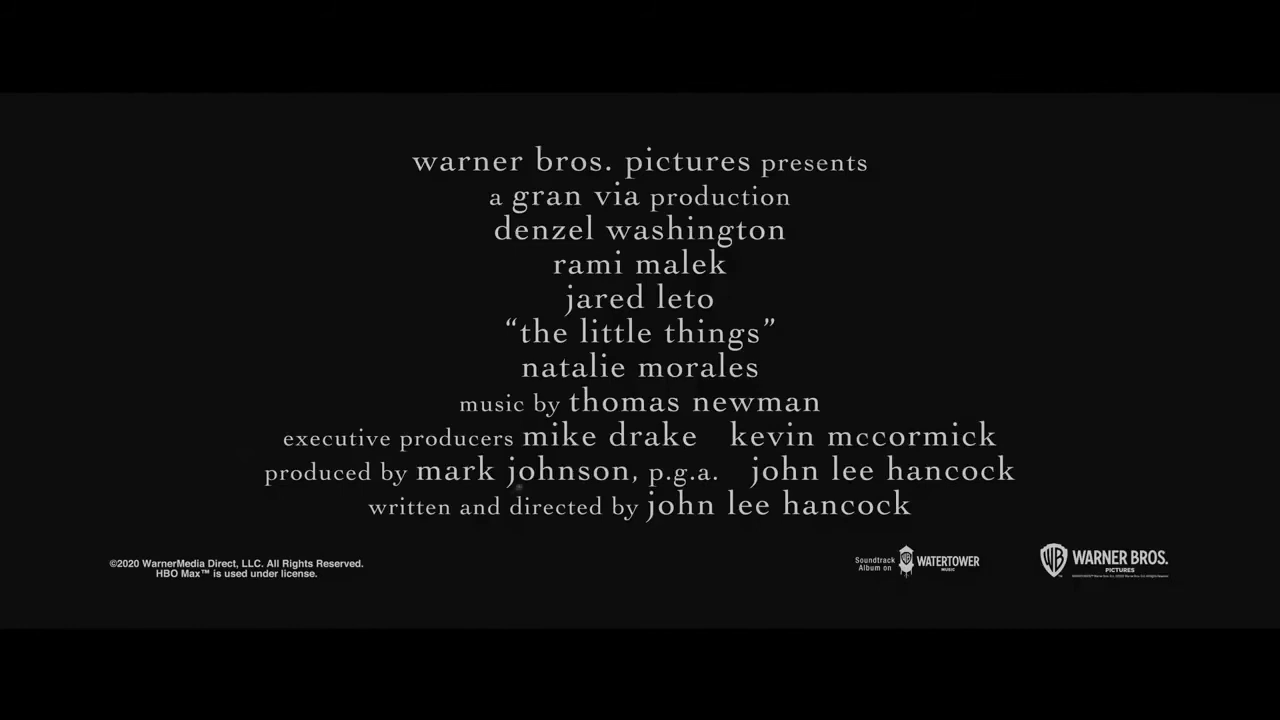 warner bros. pictures presents
a gran via production
denzel washington
rami malek
jared leto
“the little things”
natalie morales
music by thomas newman
executive producers mike drake kevin mccormick
produced by mark johnson, p.g.a. john lee hancock
written and directed by john lee hancock
©2020 WarnerMedia Direct, LLC. All Rights Reserved.
HBO Max™ is used under license.
Soundtrack
Album on
WATERTOWER
MUSIC
WB
WARNER BROS.
PICTURES